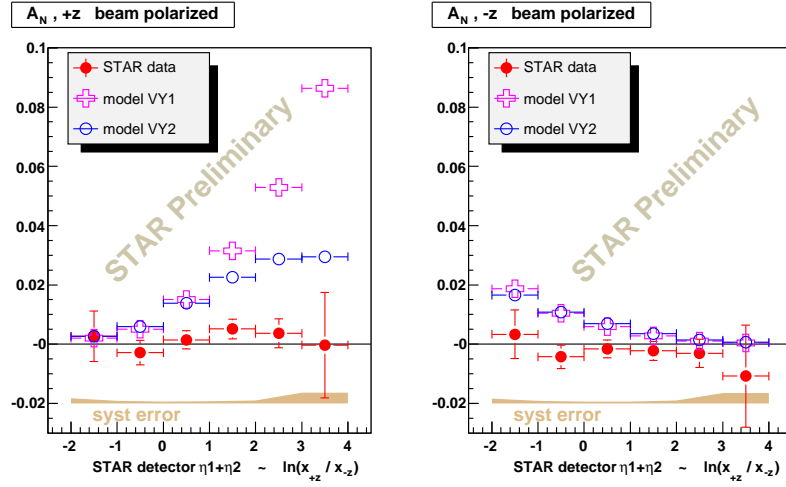 A_N , +z beam polarized
0.1
0.08
0.06
0.04
0.02
-0
-0.02
STAR data
model VY1
model VY2
STAR Preliminary
syst error
-2 -1 0 1 2 3 4
STAR detector η1+η2 ~ ln(x_+z / x_-z)
A_N , -z beam polarized
0.1
0.08
0.06
0.04
0.02
-0
-0.02
STAR data
model VY1
model VY2
STAR Preliminary
syst error
-2 -1 0 1 2 3 4
STAR detector η1+η2 ~ ln(x_+z / x_-z)